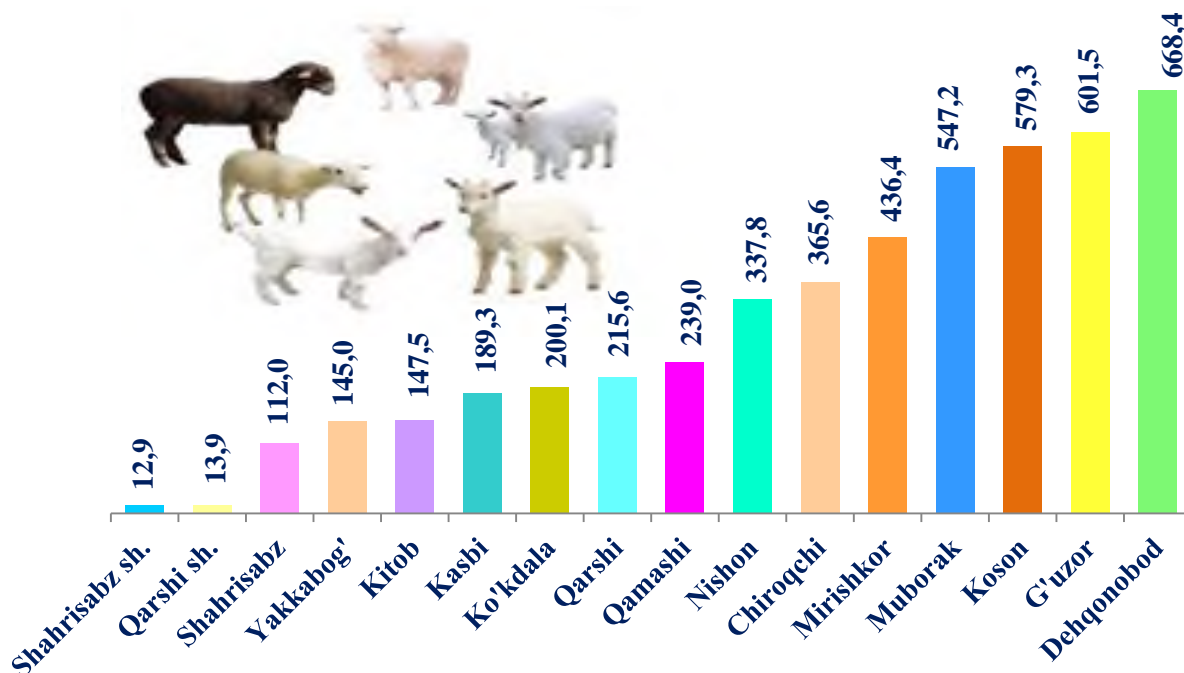 12,9
13,9
112,0
145,0
147,5
189,3
200,1
215,6
239,0
337,8
365,6
436,4
547,2
579,3
601,5
668,4
Shahrisabz sh.
Qarshi sh.
Shahrisabz
Yakkabog'
Kitob
Kasbi
Ko'kdala
Qarshi
Qamashi
Nishon
Chiroqchi
Mirishkor
Muborak
Koson
G'uzor
Dehqonobod